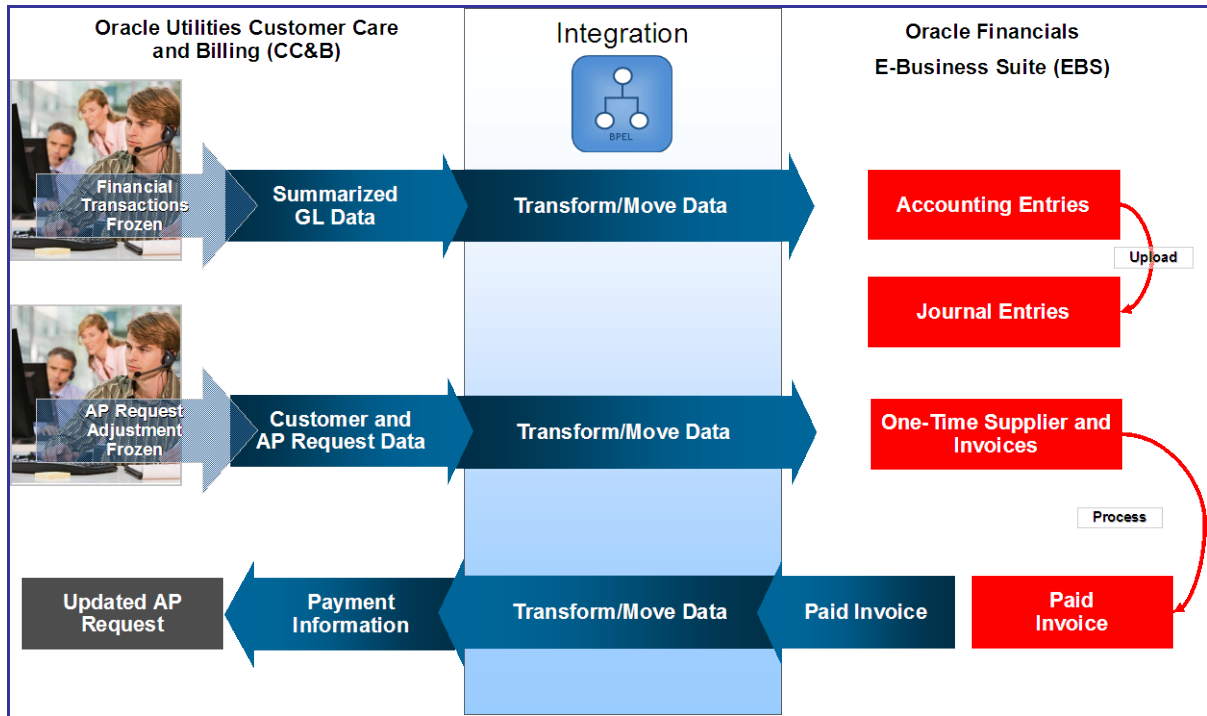 Oracle Utilities Customer Care
and Billing (CC&B)
Integration
BPEL
Oracle Financials
E-Business Suite (EBS)
Financial
Transactions
Frozen
Summarized
GL Data
Transform/Move Data
Accounting Entries
Upload
Journal Entries
AP Request
Adjustment
Frozen
Customer and
AP Request Data
Transform/Move Data
One-Time Supplier and
Invoices
Process
Updated AP
Request
Payment
Information
Transform/Move Data
Paid Invoice
Paid
Invoice